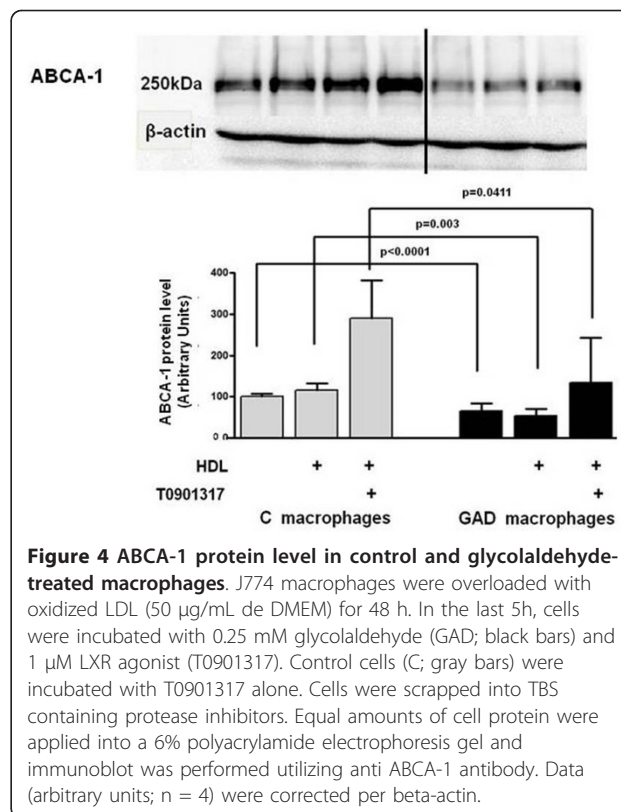 ABCA-1
250kDa
β-actin
p=0.0411
p=0.003
p<0.0001
ABCA-1 protein level
(Arbitrary Units)
400
300
200
100
0 0
HDL + + + +
T0901317 + +
C macrophages GAD macrophages
Figure 4 ABCA-1 protein level in control and glycolaldehyde-
treated macrophages. J774 macrophages were overloaded with
oxidized LDL (50 μg/mL de DMEM) for 48 h. In the last 5h, cells
were incubated with 0.25 mM glycolaldehyde (GAD; black bars) and
1 μM LXR agonist (T0901317). Control cells (C; gray bars) were
incubated with T0901317 alone. Cells were scrapped into TBS
containing protease inhibitors. Equal amounts of cell protein were
applied into a 6% polyacrylamide electrophoresis gel and
immunoblot was performed utilizing anti ABCA-1 antibody. Data
(arbitrary units; n = 4) were corrected per beta-actin.